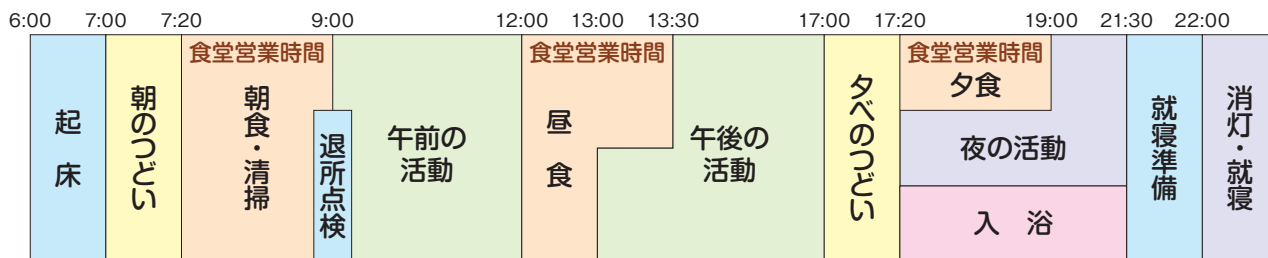 6:00 7:00 7:20 9:00 12:00 13:00 13:30 17:00 17:20 19:00 21:30 22:00
起床
朝のつどい
食堂営業時間
朝食・清掃
退所点検
午前の
活動
食堂営業時間
昼食
午後の
活動
夕べのつどい
食堂営業時間
夕食
夜の活動
入 浴
就寝準備
消灯・就寝